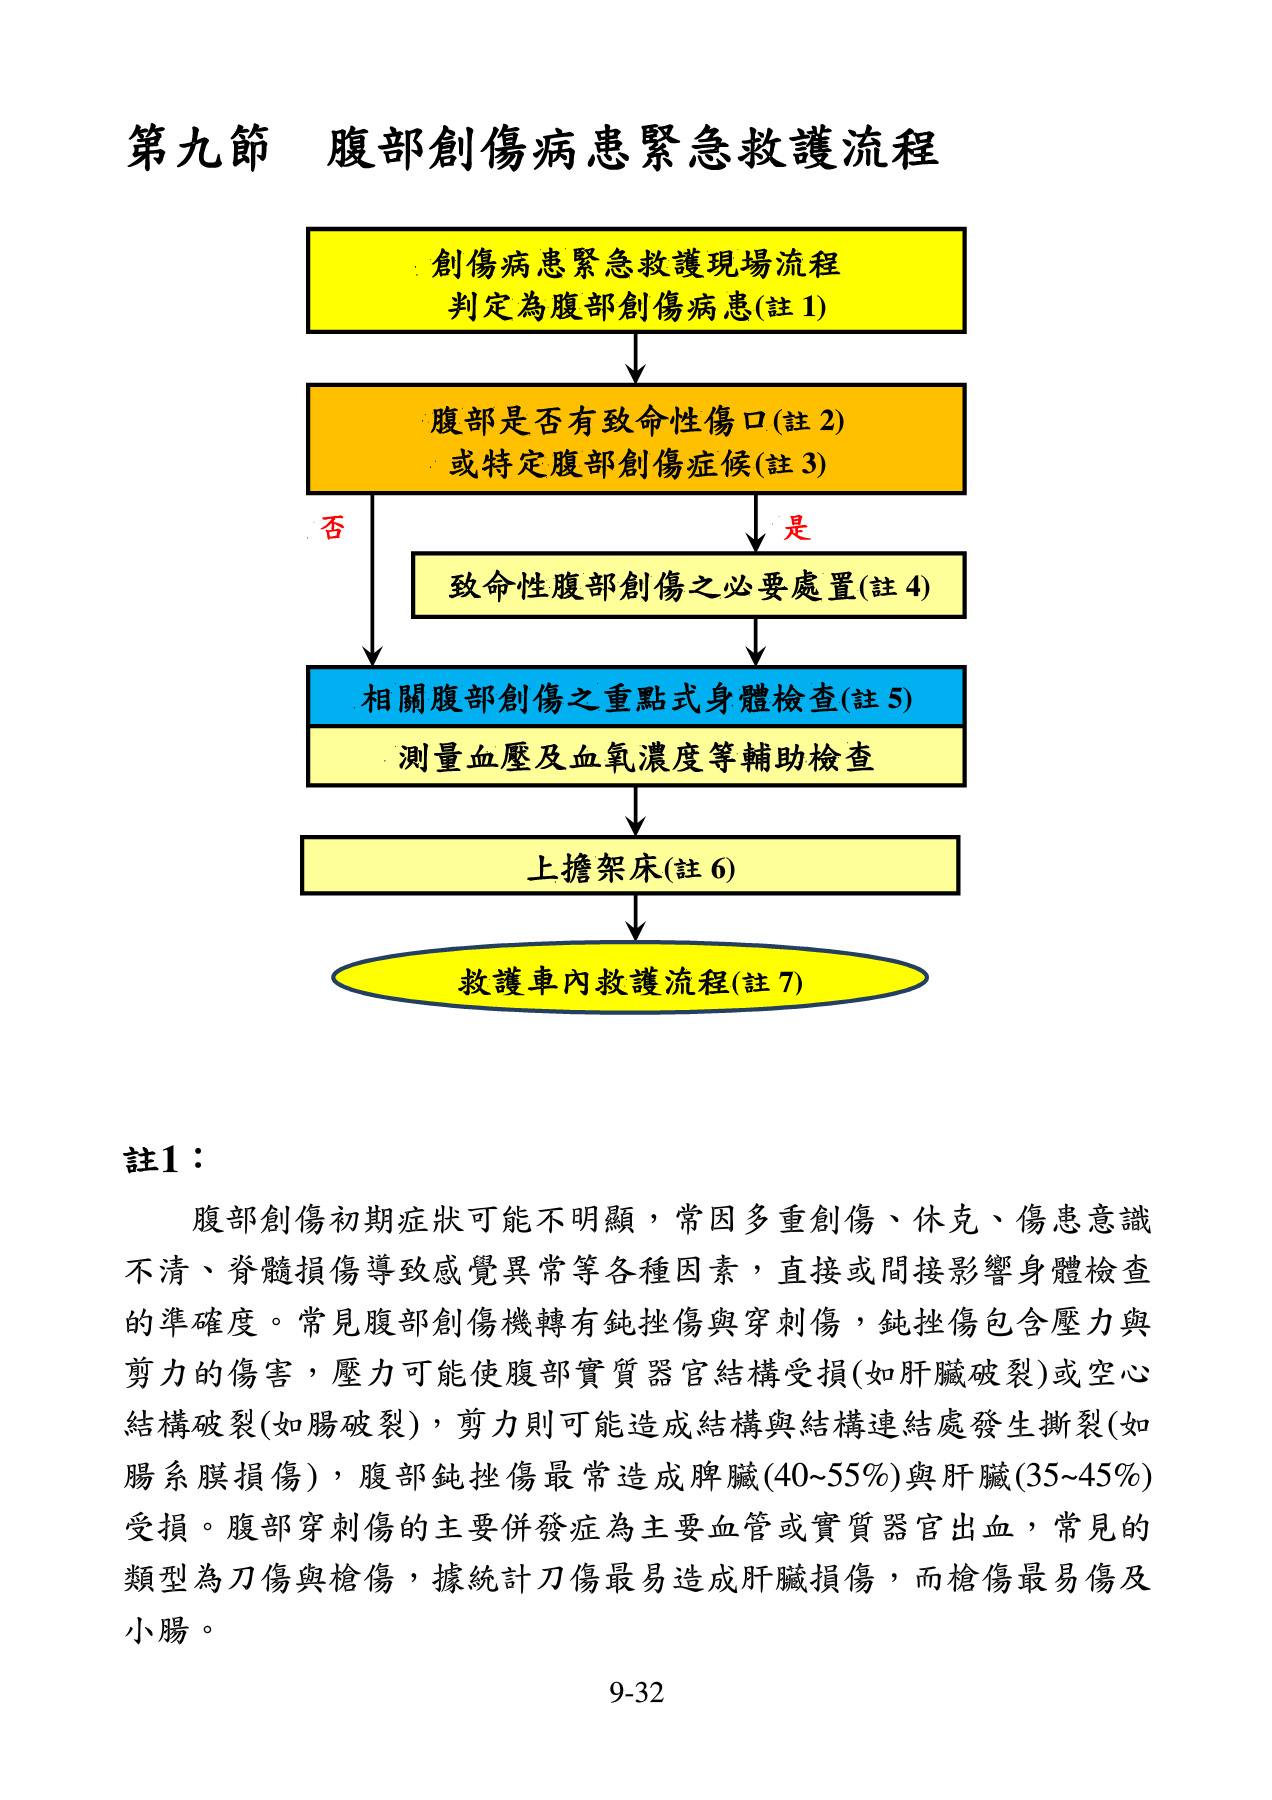 第九節　腹部創傷病患緊急救護流程
創傷病患緊急救護現場流程
判定為腹部創傷病患(註 1)
腹部是否有致命性傷口(註 2)
或特定腹部創傷症候(註 3)
否
是
致命性腹部創傷之必要處置(註 4)
相關腹部創傷之重點式身體檢查(註 5)
測量血壓及血氧濃度等輔助檢查
上擔架床(註 6)
救護車內救護流程(註 7)
註1：
腹部創傷初期症狀可能不明顯，常因多重創傷、休克、傷患意識
不清、脊髓損傷導致感覺異常等各種因素，直接或間接影響身體檢查
的準確度。常見腹部創傷機轉有鈍挫傷與穿刺傷，鈍挫傷包含壓力與
剪力的傷害，壓力可能使腹部實質器官結構受損(如肝臟破裂)或空心
結構破裂(如腸破裂)，剪力則可能造成結構與結構連結處發生撕裂(如
腸系膜損傷)，腹部鈍挫傷最常造成脾臟(40~55%)與肝臟(35~45%)
受損。腹部穿刺傷的主要併發症為主要血管或實質器官出血，常見的
類型為刀傷與槍傷，據統計刀傷最易造成肝臟損傷，而槍傷最易傷及
小腸。
9-32